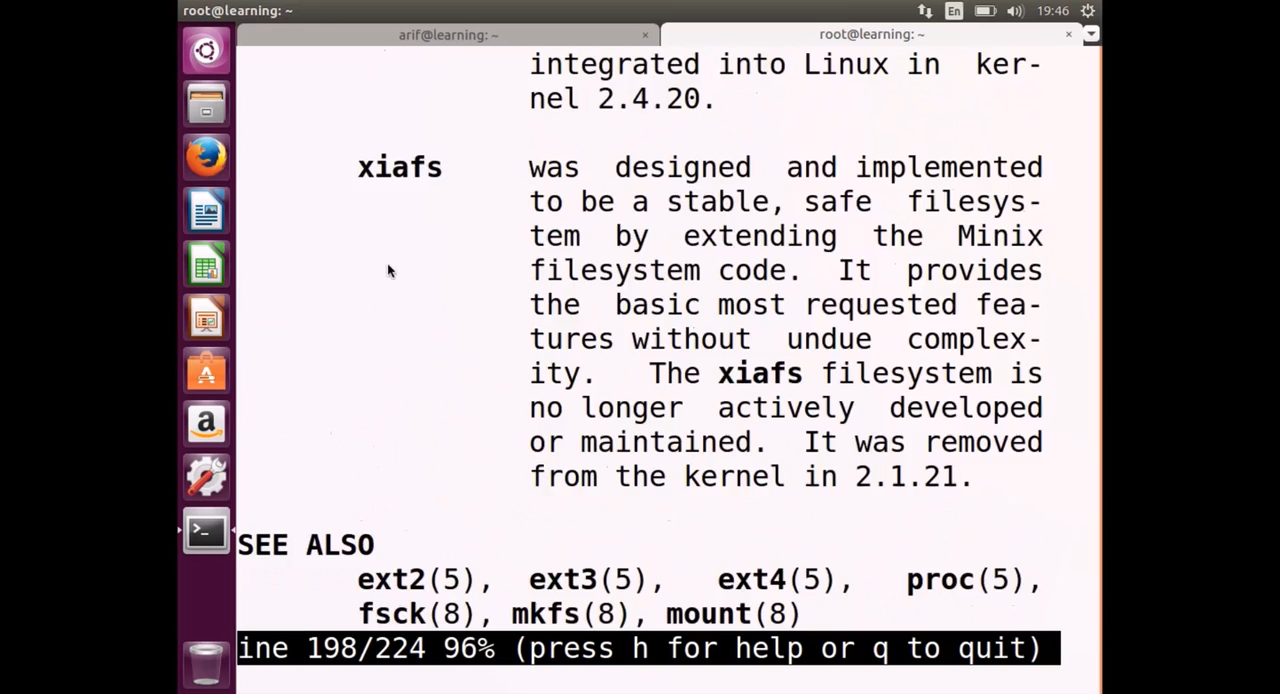 root@learning: ~
En
19:46
arif@learning: ~ ×
root@learning: ~ ×
integrated into Linux in ker-
nel 2.4.20.
xiafs was designed and implemented
to be a stable, safe filesys-
tem by extending the Minix
filesystem code. It provides
the basic most requested fea-
tures without undue complex-
ity. The xiafs filesystem is
no longer actively developed
or maintained. It was removed
from the kernel in 2.1.21.
SEE ALSO
ext2(5), ext3(5), ext4(5), proc(5),
fsck(8), mkfs(8), mount(8)
ine 198/224 96% (press h for help or q to quit)